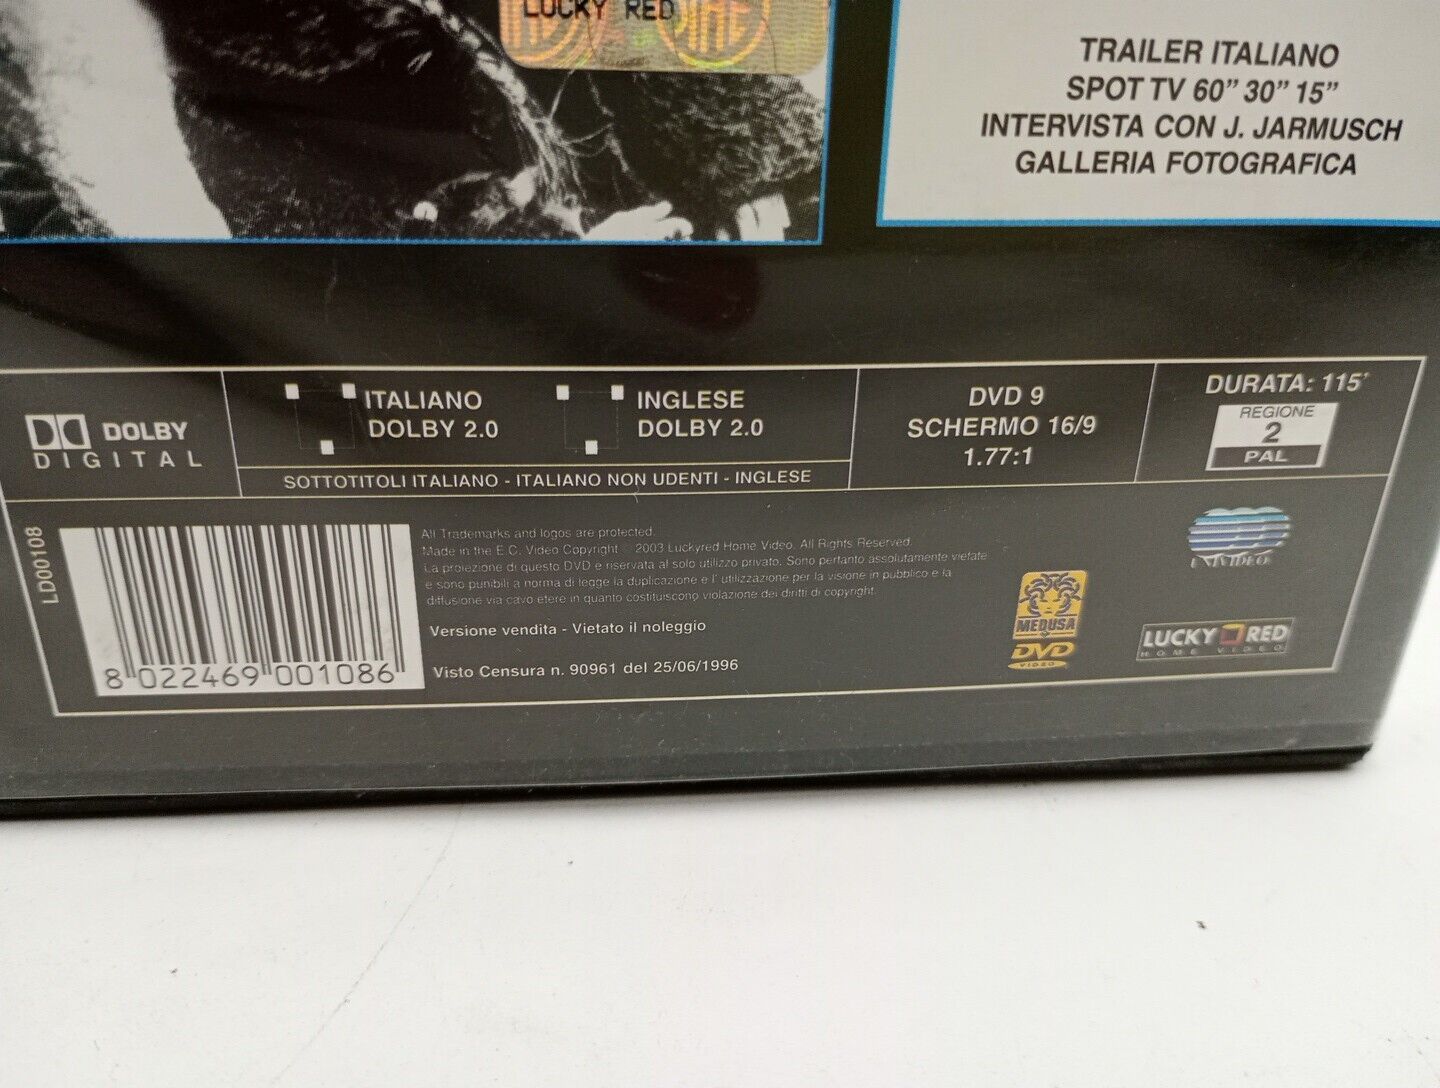 LUCKY RED
TRAILER ITALIANO
SPOT TV 60” 30” 15”
INTERVISTA CON J. JARMUSCH
GALLERIA FOTOGRAFICA
DOLBY
DIGITAL
ITALIANO
DOLBY 2.0
INGLESE
DOLBY 2.0
SOTTOTITOLI ITALIANO - ITALIANO NON UDENTI - INGLESE
DVD 9
SCHERMO 16/9
1.77:1
DURATA: 115'
REGIONE
2
PAL
LD00108
8 022469 001086
All Trademarks and logos are protected.
Made in the E.C. Video Copyright 2003 Luckyred Home Video. All Rights Reserved.
La proiezione di questo DVD e riservata al solo utilizzo privato. Sono pertanto assolutamente vietate
e sono punibili a norma di legge la duplicazione e l' utilizzazione per la visione in pubblico e la
diffusione via cavo etere in quanto costituiscono violazione dei diritti di copyright.
Versione vendita - Vietato il noleggio
Visto Censura n. 90961 del 25/06/1996
MEDUSA
DVD
VIDEO
UNIVIDEO
LUCKY RED
HOME VIDEO